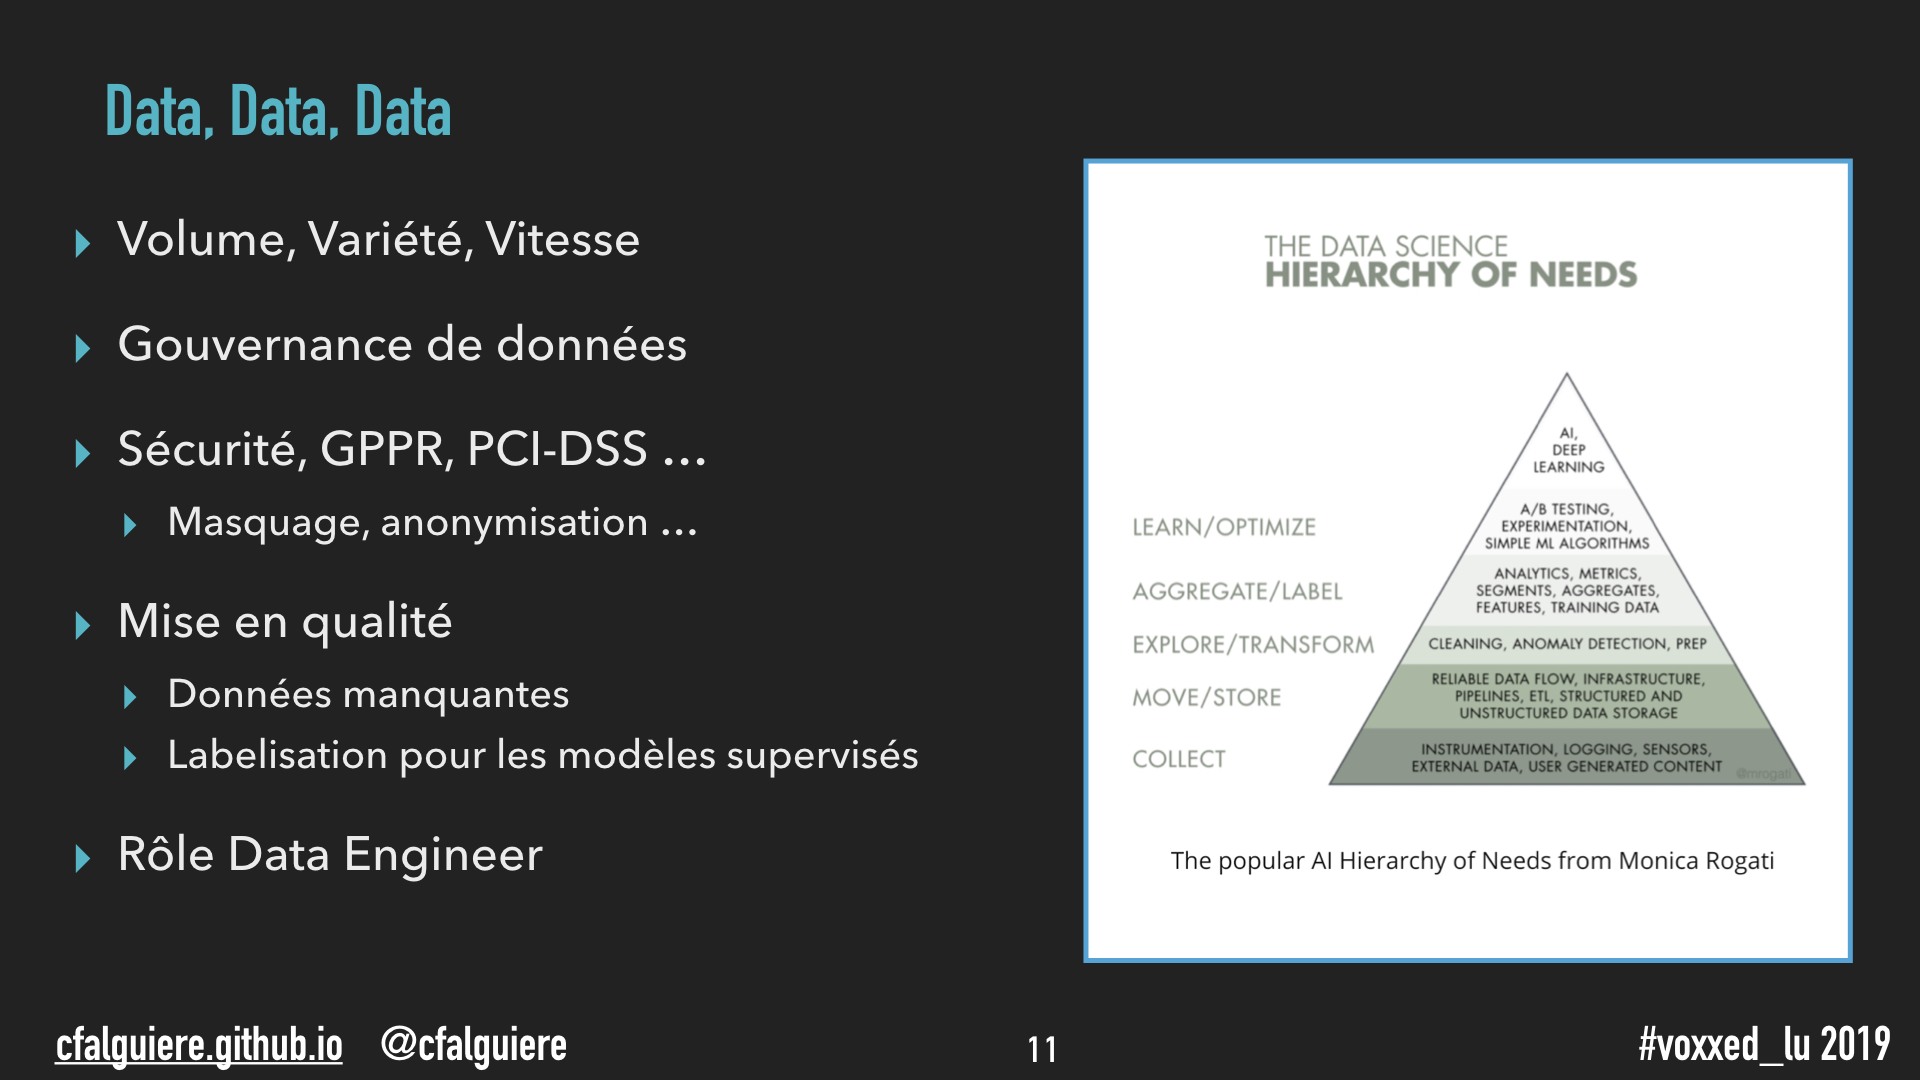 Data, Data, Data
Volume, Variété, Vitesse
Gouvernance de données
Sécurité, GPPR, PCI-DSS …
Masquage, anonymisation …
Mise en qualité
Données manquantes
Labelisation pour les modèles supervisés
Rôle Data Engineer
THE DATA SCIENCE
HIERARCHY OF NEEDS
AI,
DEEP
LEARNING
LEARN/OPTIMIZE
A/B TESTING,
EXPERIMENTATION,
SIMPLE ML ALGORITHMS
AGGREGATE/LABEL
ANALYTICS, METRICS,
SEGMENTS, AGGREGATES,
FEATURES, TRAINING DATA
EXPLORE/TRANSFORM
CLEANING, ANOMALY DETECTION, PREP
MOVE/STORE
RELIABLE DATA FLOW, INFRASTRUCTURE,
PIPELINES, ETL, STRUCTURED AND
UNSTRUCTURED DATA STORAGE
COLLECT
INSTRUMENTATION, LOGGING, SENSORS,
EXTERNAL DATA, USER GENERATED CONTENT
@mrogati
The popular AI Hierarchy of Needs from Monica Rogati
cfalguiere.github.io @cfalguiere
11
#voxxed_lu 2019